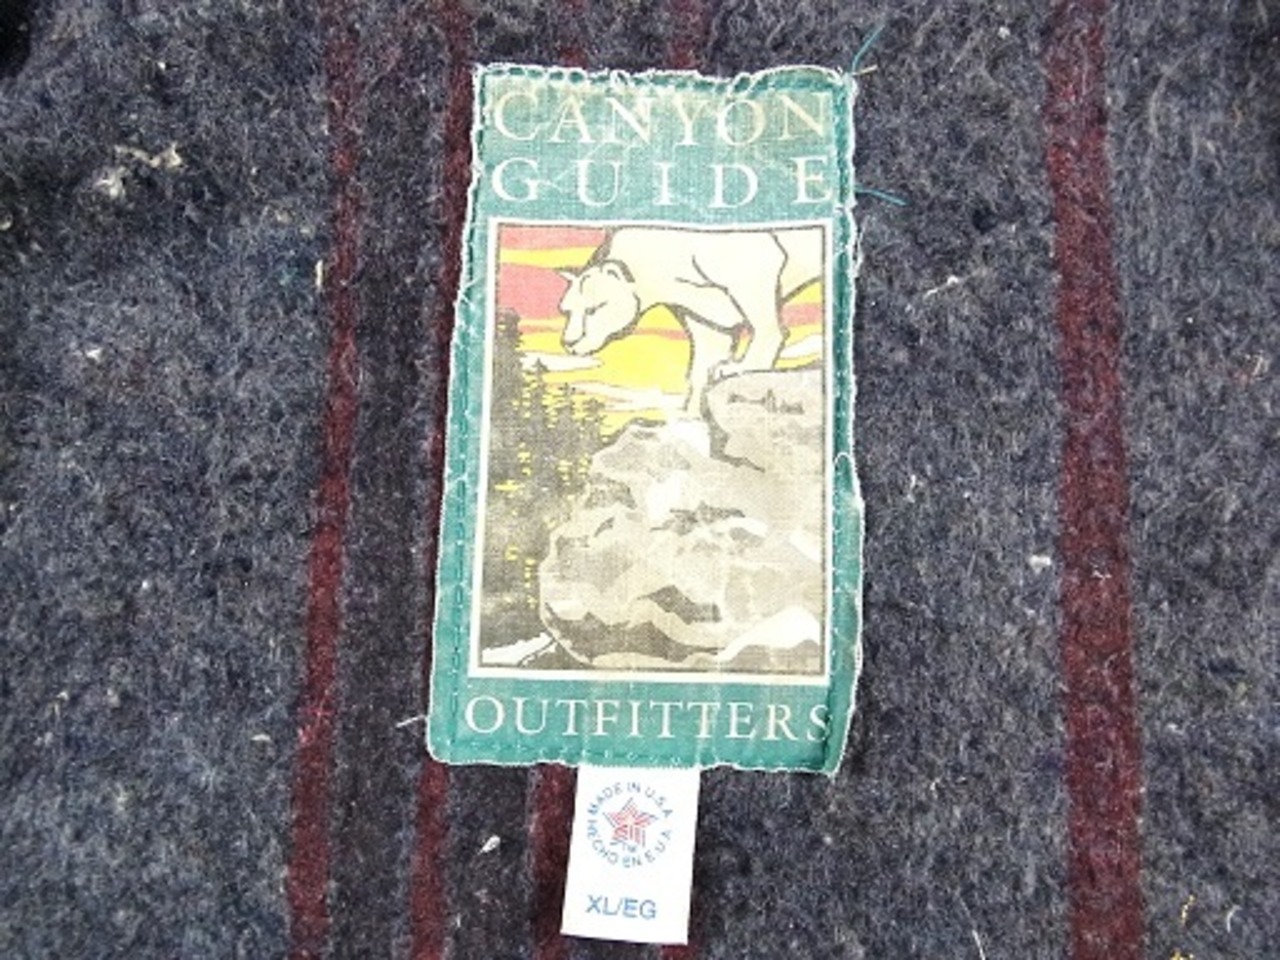 CANYON
GUIDE
OUTFITTERS
MADE IN U.S.A
HECHO EN E.U.A.
XL/EG